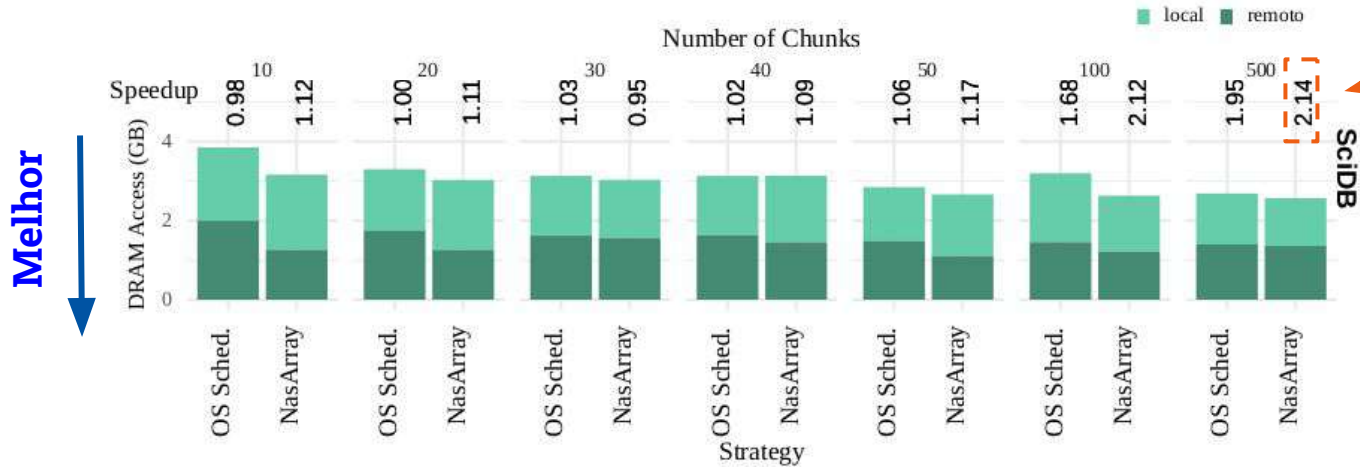 local remoto
Number of Chunks
10 20 30 40 50 100 500
Speedup 0.98 1.12 1.00 1.11 1.03 0.95 1.02 1.09 1.06 1.17 1.68 2.12 1.95 2.14
Melhor
DRAM Access (GB)
4
2
0
SciDB
OS Sched. NasArray OS Sched. NasArray OS Sched. NasArray OS Sched. NasArray OS Sched. NasArray OS Sched. NasArray OS Sched. NasArray
Strategy